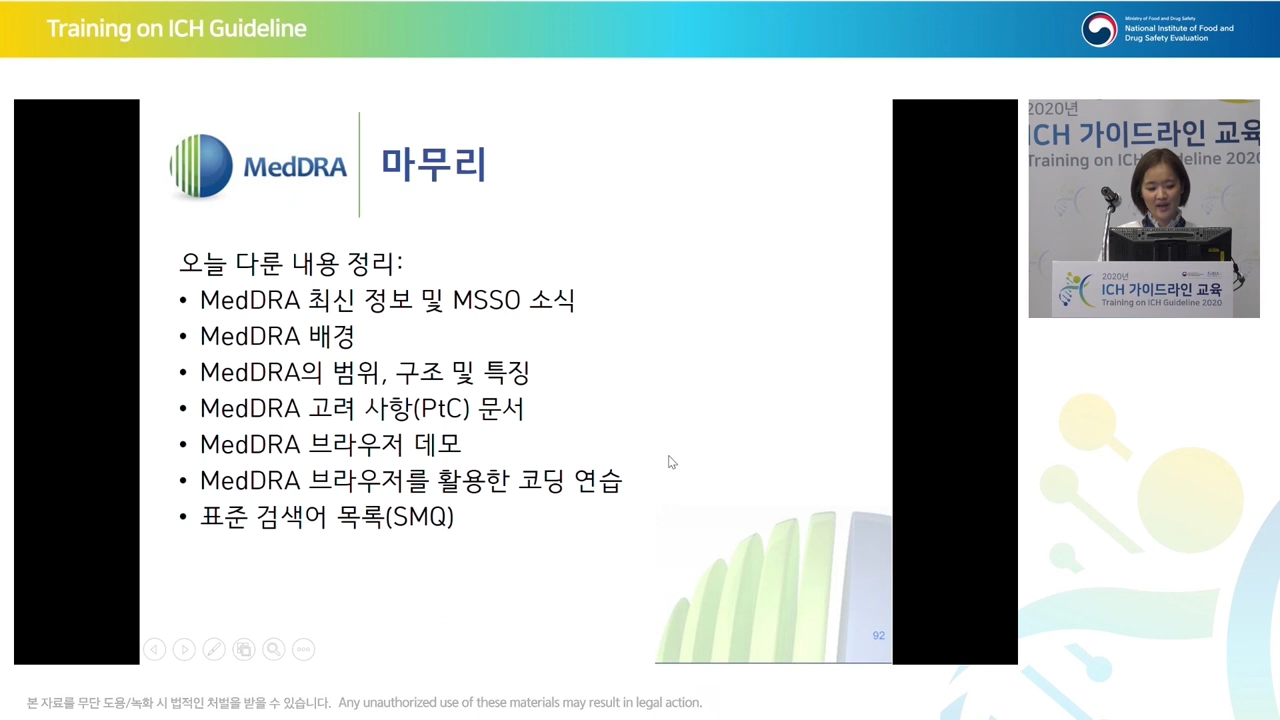 Training on ICH Guideline
Ministry of Food and Drug Safety
National Institute of Food and
Drug Safety Evaluation
MedDRA
마무리
오늘 다룬 내용 정리:
• MedDRA 최신 정보 및 MSSO 소식
• MedDRA 배경
• MedDRA의 범위, 구조 및 특징
• MedDRA 고려 사항(PtC) 문서
• MedDRA 브라우저 데모
• MedDRA 브라우저를 활용한 코딩 연습
• 표준 검색어 목록(SMQ)
92
2020년
ICH 가이드라인 교육
Training on ICH Guideline 2020
2020년
ICH 가이드라인 교육
Training on ICH Guideline 2020
본 자료를 무단 도용/녹화 시 법적인 처벌을 받을 수 있습니다. Any unauthorized use of these materials may result in legal action.